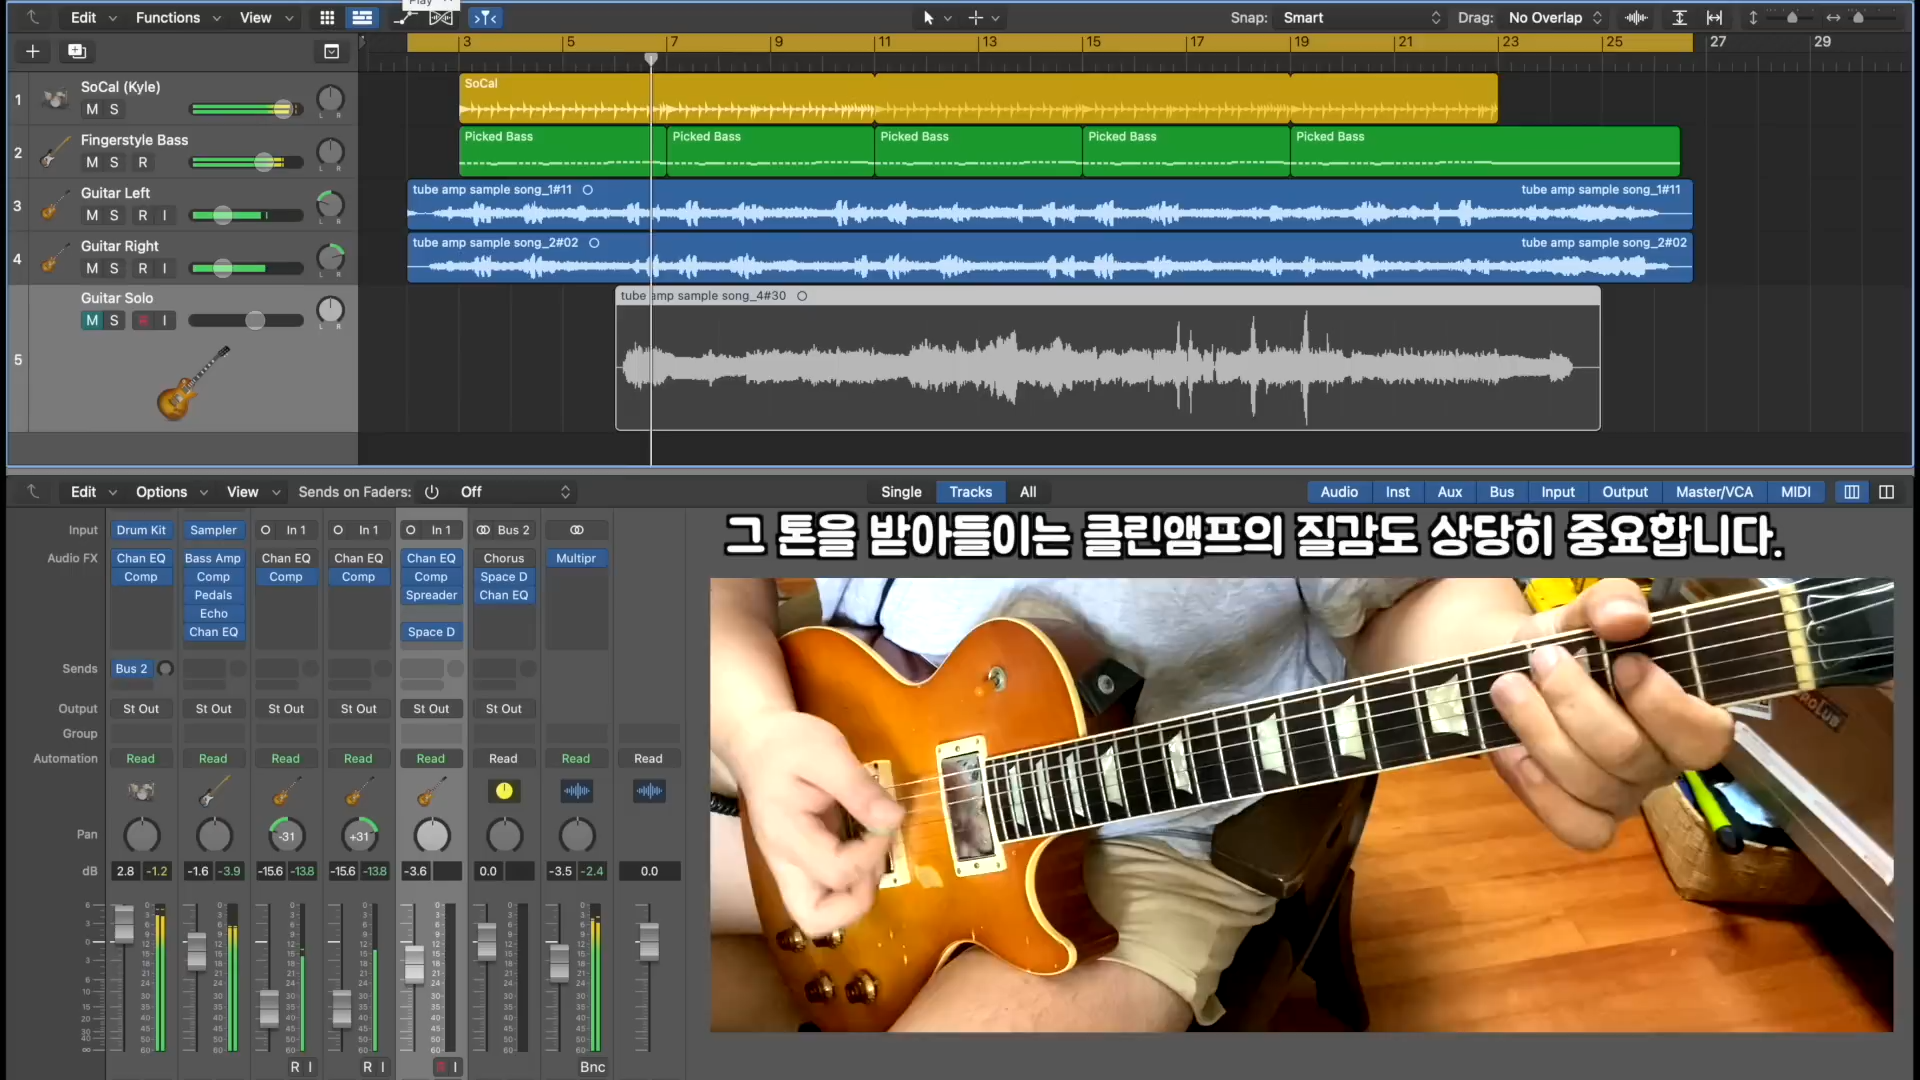 Play
Edit Functions View Snap: Smart Drag: No Overlap
3 5 7 9 11 13 15 17 19 21 23 25 27 29
1 SoCal (Kyle) M S L R
SoCal
2 Fingerstyle Bass M S R L R
Picked Bass Picked Bass Picked Bass Picked Bass Picked Bass
3 Guitar Left M S R I L R
tube amp sample song_1#11 tube amp sample song_1#11
4 Guitar Right M S R I L R
tube amp sample song_2#02 tube amp sample song_2#02
5 Guitar Solo M S R I L R
tube amp sample song_4#30
Edit Options View Sends on Faders: Off Single Tracks All Audio Inst Aux Bus Input Output Master/VCA MIDI
Input Drum Kit Sampler In 1 In 1 In 1 Bus 2
그 톤을 받아들이는 클린앰프의 질감도 상당히 중요합니다.
Audio FX Chan EQ Bass Amp Chan EQ Chan EQ Chan EQ Chorus Multipr
Comp Comp Comp Comp Comp Space D
Pedals Spreader Chan EQ
Echo
Chan EQ Space D
Sends Bus 2
Output St Out St Out St Out St Out St Out St Out
Group
Automation Read Read Read Read Read Read Read Read
Pan -31 +31
dB 2.8 -1.2 -1.6 -3.9 -15.6 -13.8 -15.6 -13.8 -3.6 0.0 -3.5 -2.4 0.0
R I R I R I Bnc